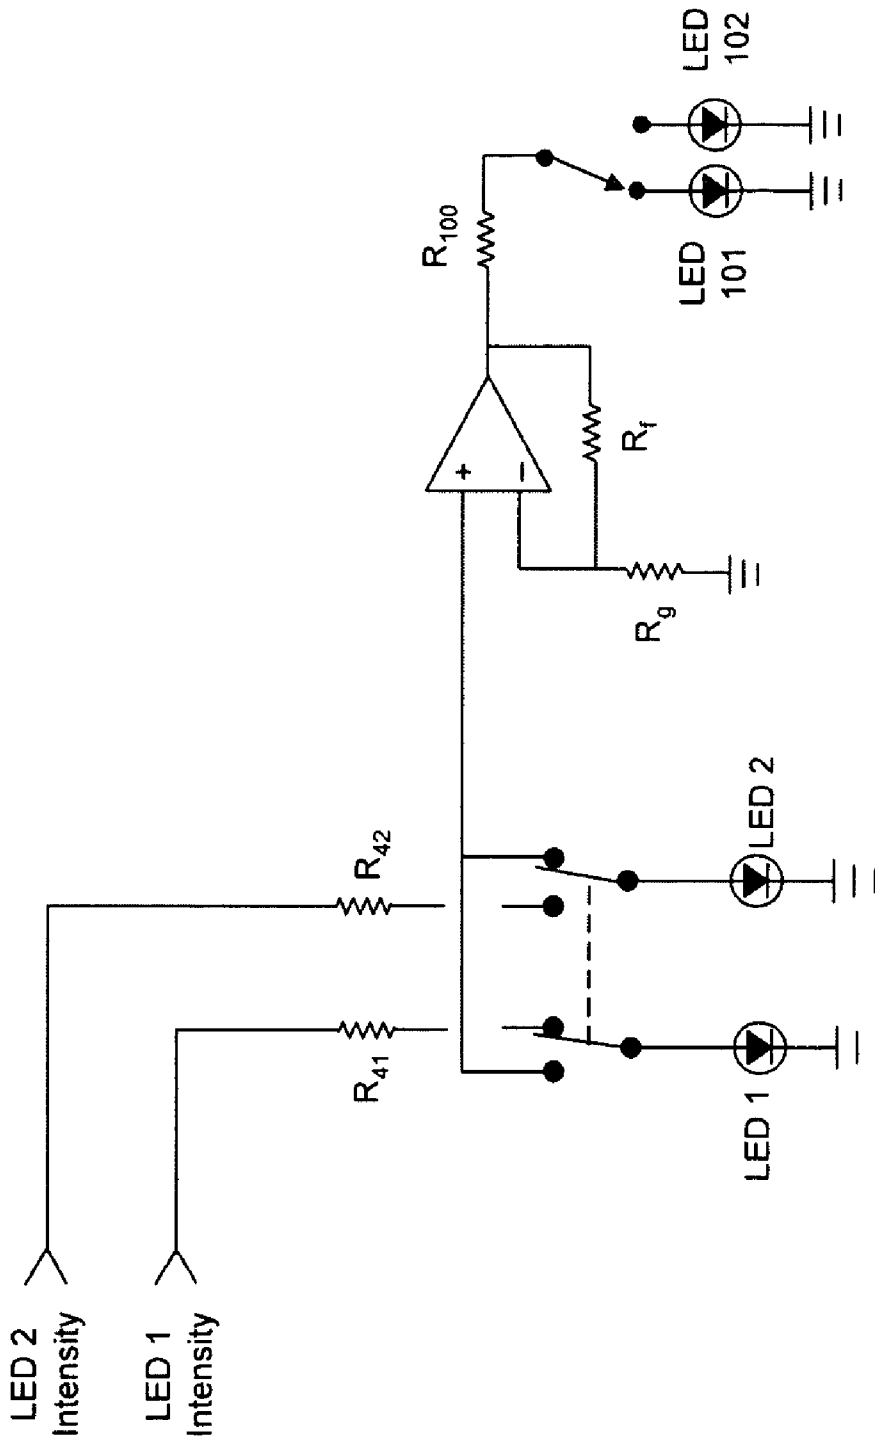 LED 2
Intensity
LED 1
Intensity
R42
R41
LED 1
LED 2
+
−
Rg
Rf
R100
LED
101
LED
102